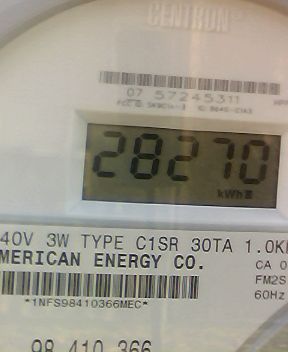 CENTRON
07 57245311
28270
kWh
40V 3W TYPE C1SR 30TA 1.0K
MERICAN ENERGY CO.
CA 0
FM2S
60Hz
*1NFS98410366MEC*
98 410 366